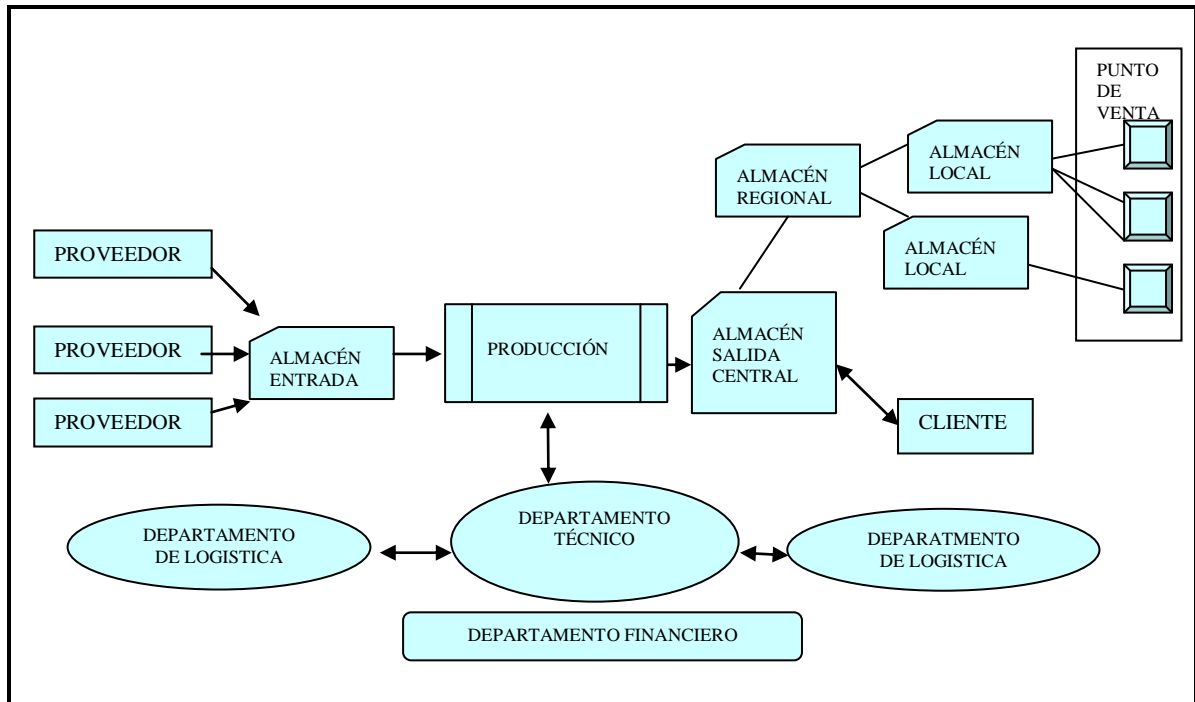 PUNTO
DE
VENTA
ALMACÉN
LOCAL
ALMACÉN
REGIONAL
ALMACÉN
LOCAL
PROVEEDOR
PROVEEDOR
PROVEEDOR
ALMACÉN
ENTRADA
PRODUCCIÓN
ALMACÉN
SALIDA
CENTRAL
CLIENTE
DEPARTAMENTO
DE LOGISTICA
DEPARTAMENTO
TÉCNICO
DEPARATMENTO
DE LOGISTICA
DEPARTAMENTO FINANCIERO